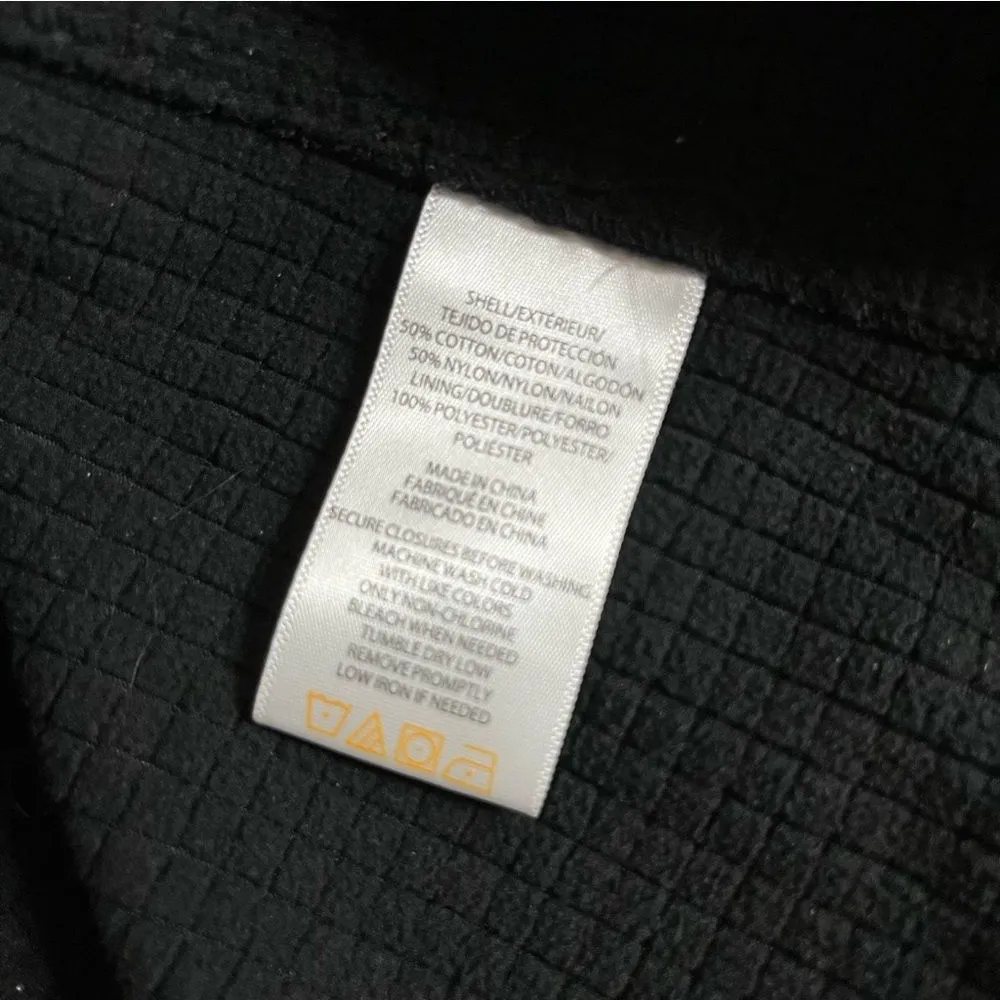 SHELL/EXTÉRIEUR/
TEJIDO DE PROTECCIÓN
50% COTTON/COTON/ALGODÓN
50% NYLON/NYLON/NAILON
LINING/DOUBLURE/FORRO
100% POLYESTER/POLYESTER/
POLIÉSTER
MADE IN CHINA
FABRIQUÉ EN CHINE
FABRICADO EN CHINA
SECURE CLOSURES BEFORE WASHING
MACHINE WASH COLD
WITH LIKE COLORS
ONLY NON-CHLORINE
BLEACH WHEN NEEDED
TUMBLE DRY LOW
REMOVE PROMPTLY
LOW IRON IF NEEDED